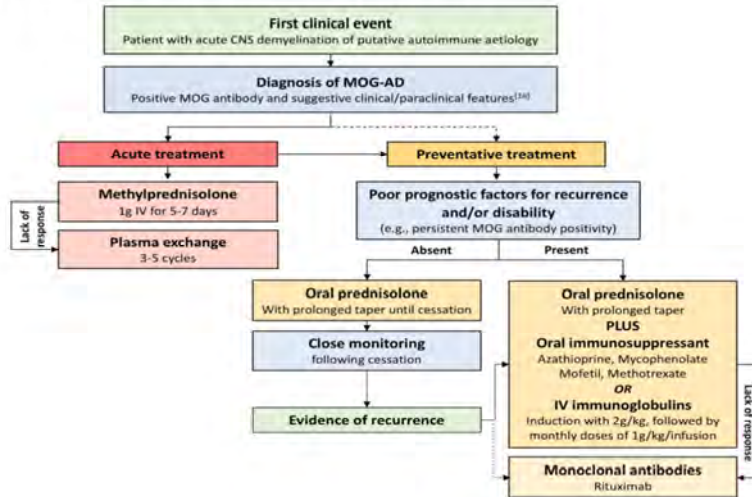 First clinical event
Patient with acute CNS demyelination of putative autoimmune aetiology
Diagnosis of MOG-AD
Positive MOG antibody and suggestive clinical/paraclinical features
Acute treatment
Preventative treatment
Methylprednisolone
1g IV for 5-7 days
Lack of
response
Plasma exchange
3-5 cycles
Poor prognostic factors for recurrence
and/or disability
(e.g., persistent MOG antibody positivity)
Absent
Present
Oral prednisolone
With prolonged taper until cessation
Close monitoring
following cessation
Evidence of recurrence
Oral prednisolone
With prolonged taper
PLUS
Oral immunosuppressant
Azathioprine, Mycophenolate
Mofetil, Methotrexate
OR
IV immunoglobulins
Induction with 2g/kg, followed by
monthly doses of 1g/kg/infusion
Lack of response
Monoclonal antibodies
Rituximab